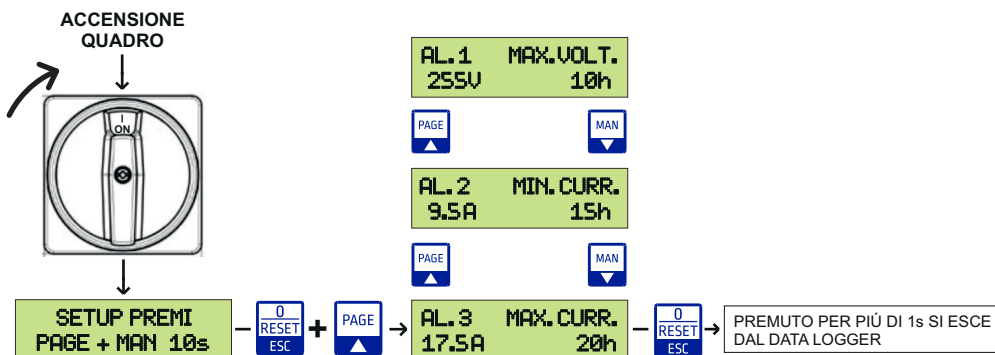 ACCENSIONE
QUADRO
I
ON
AL.1 MAX.VOLT.
255V 10h
PAGE
MAN
AL.2 MIN.CURR.
9.5A 15h
PAGE
MAN
SETUP PREMI
PAGE + MAN 10s
0
RESET
ESC
+
PAGE
AL.3 MAX.CURR.
17.5A 20h
0
RESET
ESC
PREMUTO PER PIÚ DI 1s SI ESCE
DAL DATA LOGGER